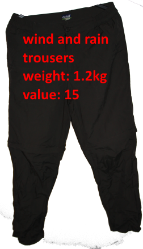 wind and rain
trousers
weight: 1.2kg
value: 15